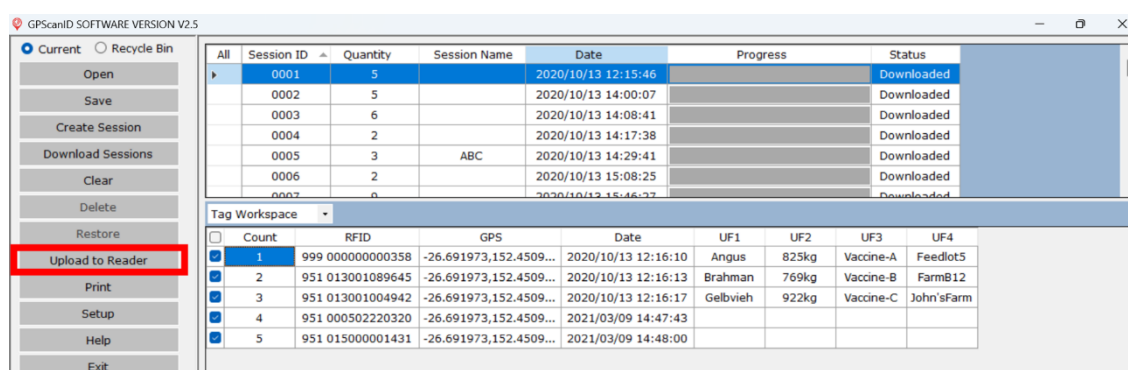 GPScanID SOFTWARE VERSION V2.5
Current Recycle Bin
Open
Save
Create Session
Download Sessions
Clear
Delete
Restore
Upload to Reader
Print
Setup
Help
Exit
All Session ID Quantity Session Name Date Progress Status
0001 5 2020/10/13 12:15:46 Downloaded
0002 5 2020/10/13 14:00:07 Downloaded
0003 6 2020/10/13 14:08:41 Downloaded
0004 2 2020/10/13 14:17:38 Downloaded
0005 3 ABC 2020/10/13 14:29:41 Downloaded
0006 2 2020/10/13 15:08:25 Downloaded
0007 2020/10/13 15:46:27 Downloaded
Tag Workspace
Count RFID GPS Date UF1 UF2 UF3 UF4
1 999 000000000358 -26.691973,152.4509... 2020/10/13 12:16:10 Angus 825kg Vaccine-A Feedlot5
2 951 013001089645 -26.691973,152.4509... 2020/10/13 12:16:13 Brahman 769kg Vaccine-B FarmB12
3 951 013001004942 -26.691973,152.4509... 2020/10/13 12:16:17 Gelbvieh 922kg Vaccine-C John'sFarm
4 951 000502220320 -26.691973,152.4509... 2021/03/09 14:47:43
5 951 015000001431 -26.691973,152.4509... 2021/03/09 14:48:00